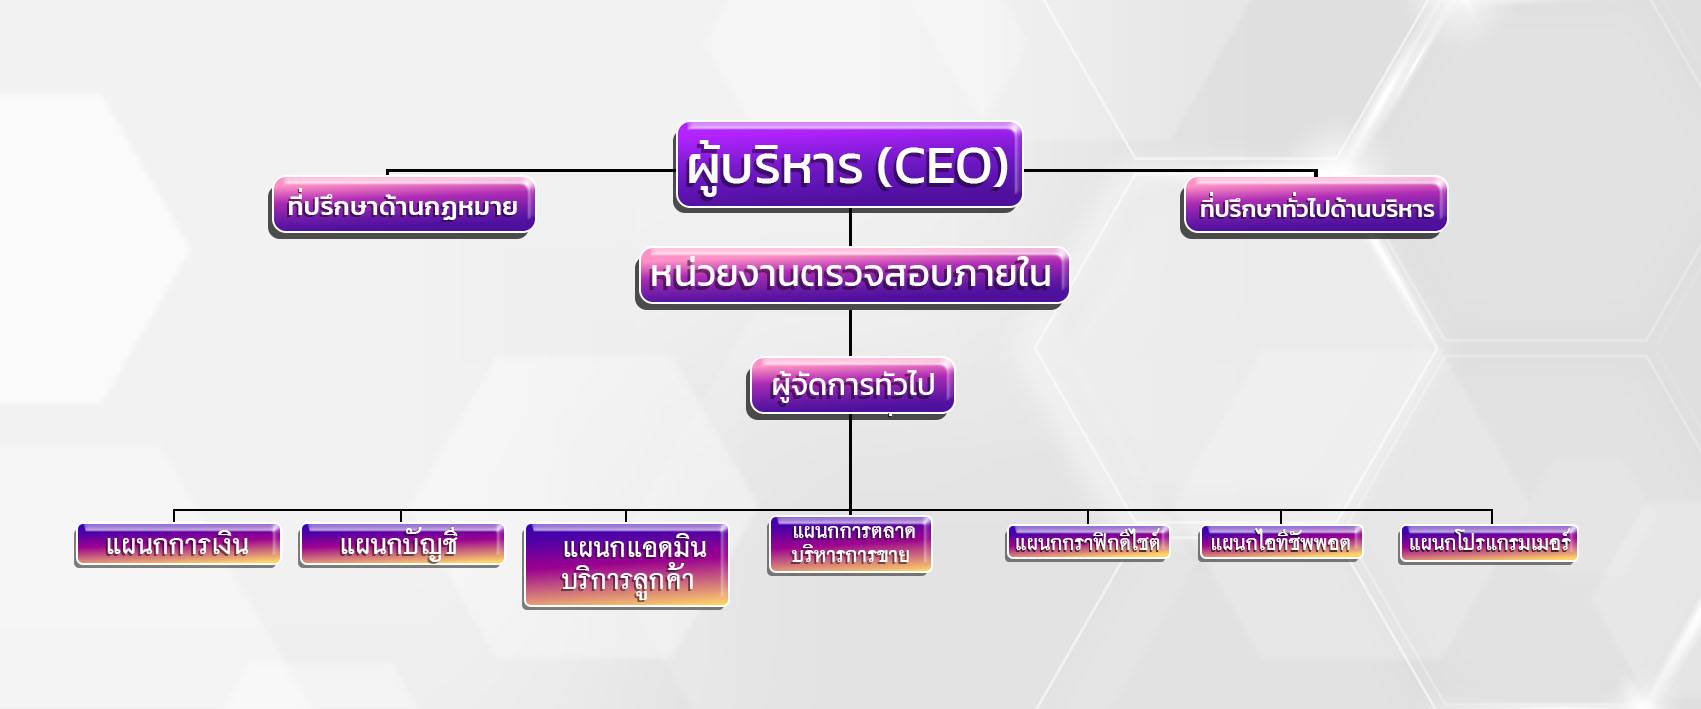 ผู้บริหาร (CEO)
ที่ปรึกษาด้านกฎหมาย
ที่ปรึกษาทั่วไปด้านบริหาร
หน่วยงานตรวจสอบภายใน
ผู้จัดการทั่วไป
แผนกการเงิน
แผนกบัญชี
แผนกแอดมิน
บริการลูกค้า
แผนกการตลาด
บริหารการขาย
แผนกกราฟิกดีไซต์
แผนกไอทีซัพพอต
แผนกโปรแกรมเมอร์